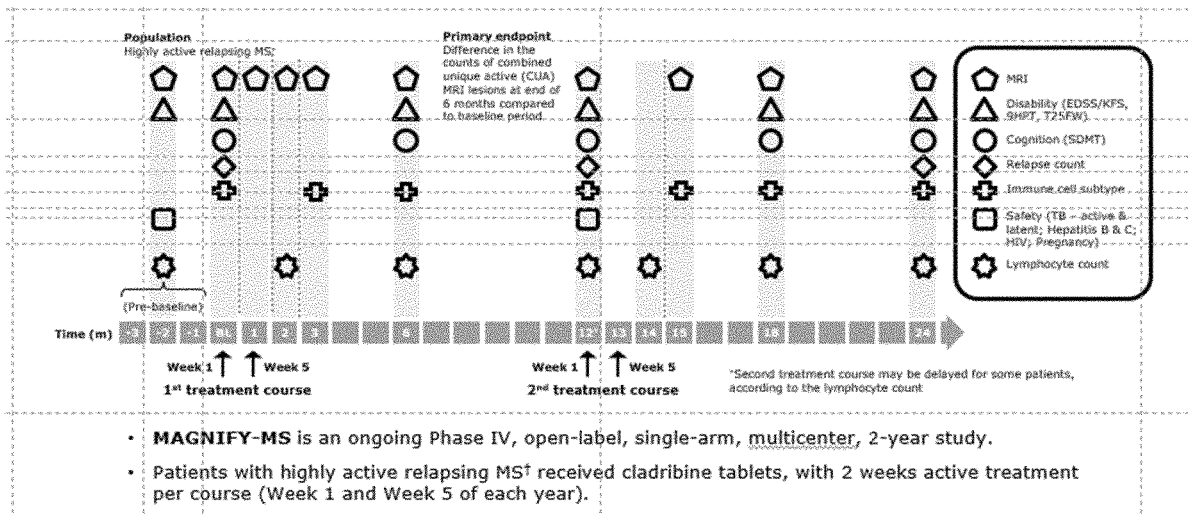 Population
Highly active relapsing MS†
Primary endpoint
Difference in the
counts of combined
unique active (CUA)
MRI lesions at end of
6 months compared
to baseline period
MRI
Disability (EDSS/KFS,
9HPT, T25FW)
Cognition (SDMT)
Relapse count
Immune cell subtype
Safety (TB – active &
latent; Hepatitis B & C;
HIV; Pregnancy)
Lymphocyte count
(Pre-baseline)
Time (m) -3 -2 -1 BL 1 2 3 6 12* 13 14 15 18 24
Week 1 Week 5
1st treatment course
Week 1 Week 5
2nd treatment course
*Second treatment course may be delayed for some patients,
according to the lymphocyte count
• MAGNIFY-MS is an ongoing Phase IV, open-label, single-arm, multicenter, 2-year study.
• Patients with highly active relapsing MS† received cladribine tablets, with 2 weeks active treatment
per course (Week 1 and Week 5 of each year).